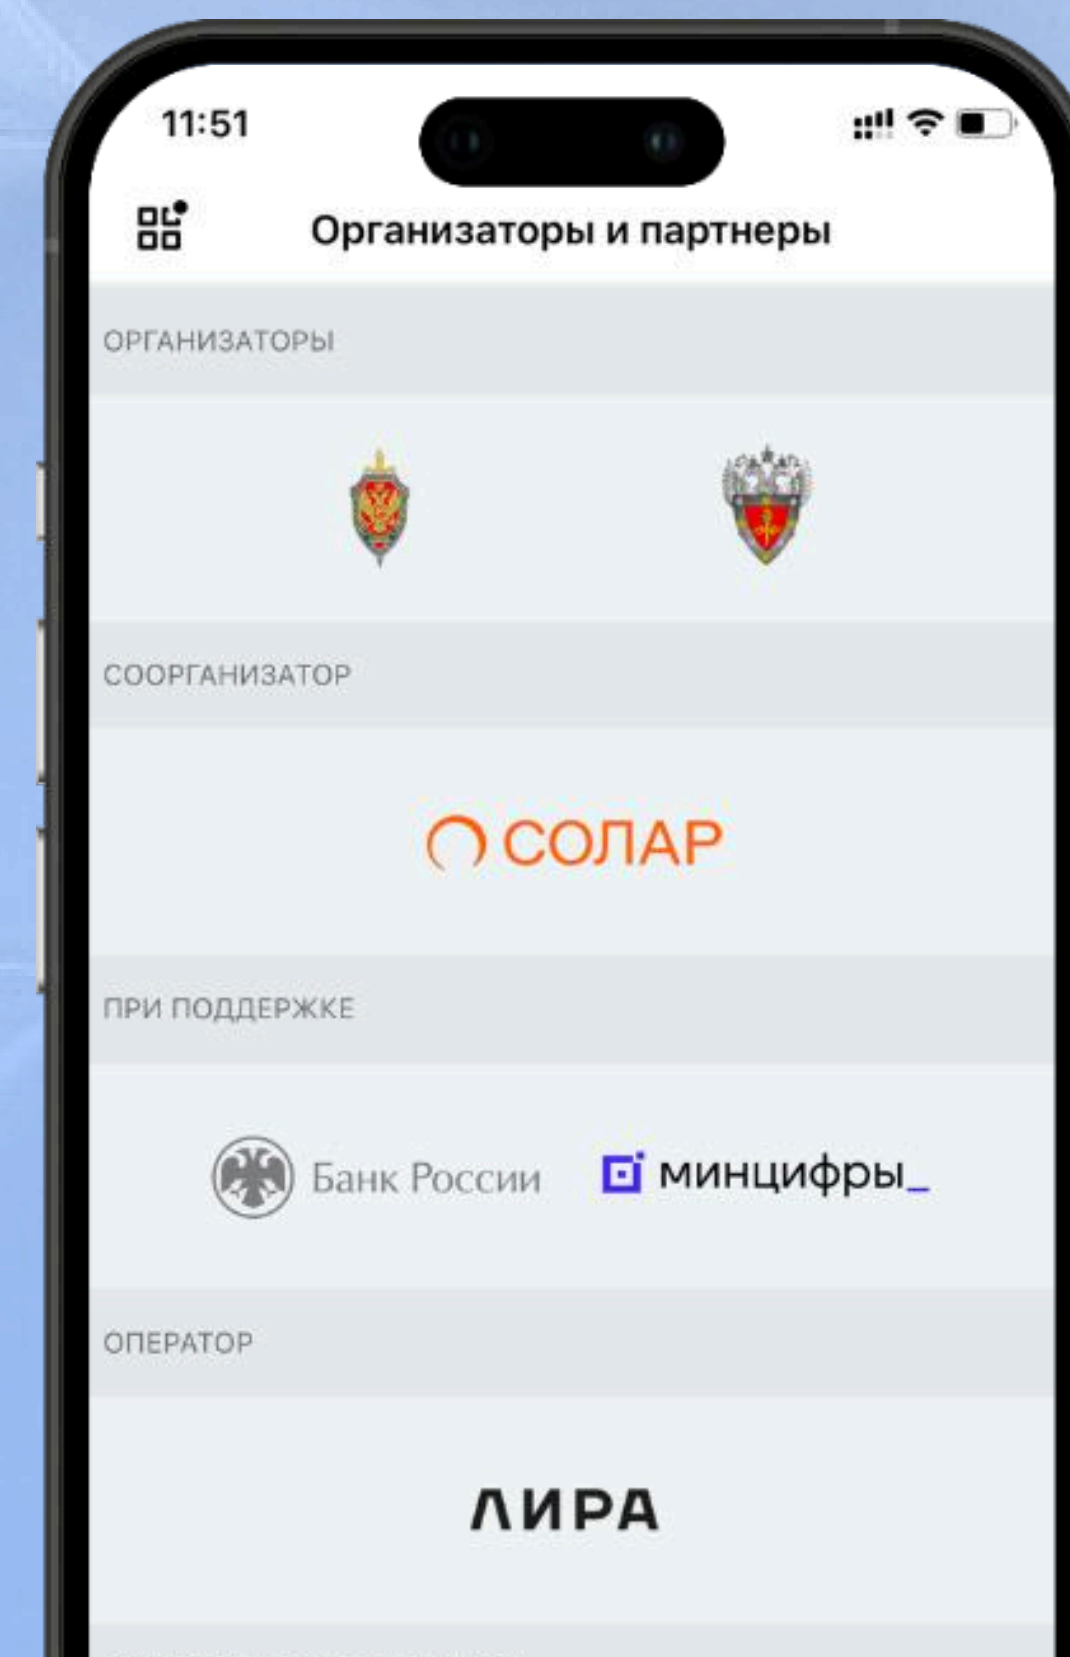 11:51
Организаторы и партнеры
ОРГАНИЗАТОРЫ
СООРГАНИЗАТОР
СОЛАР
ПРИ ПОДДЕРЖКЕ
Банк России минцифры_
ОПЕРАТОР
ЛИРА